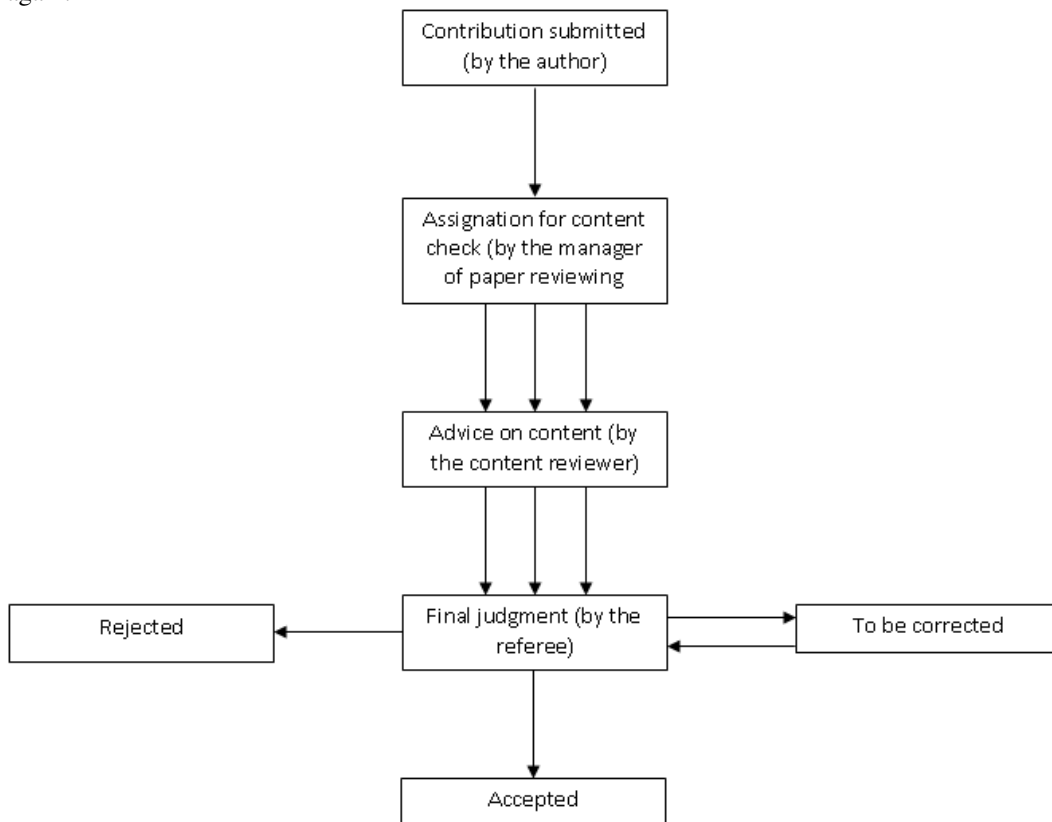 Contribution submitted
(by the author)
Assignation for content
check (by the manager
of paper reviewing
Advice on content (by
the content reviewer)
Rejected
Final judgment (by the
referee)
To be corrected
Accepted